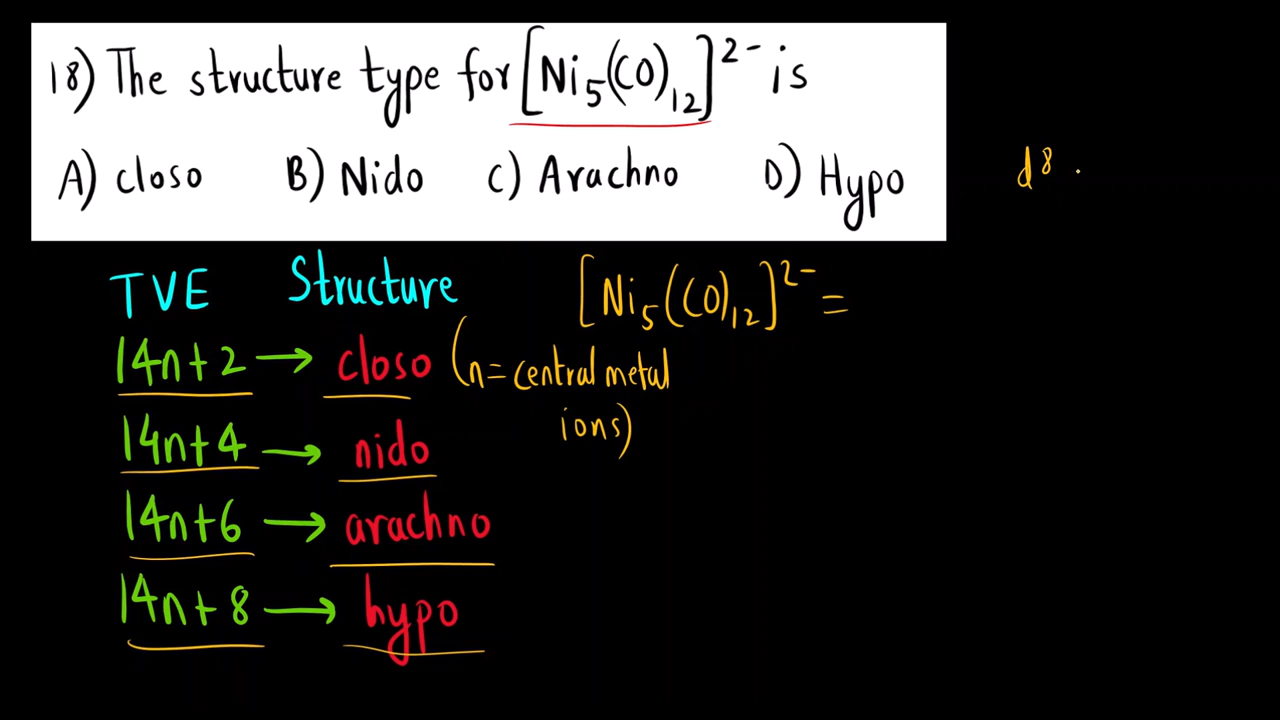 18) The structure type for [Ni₅(CO)₁₂]²⁻ is
A) closo B) Nido C) Arachno D) Hypo
d⁸ .
TVE Structure
[Ni₅(CO)₁₂]²⁻ =
14n+2 → closo (n = central metal ions)
14n+4 → nido
14n+6 → arachno
14n+8 → hypo